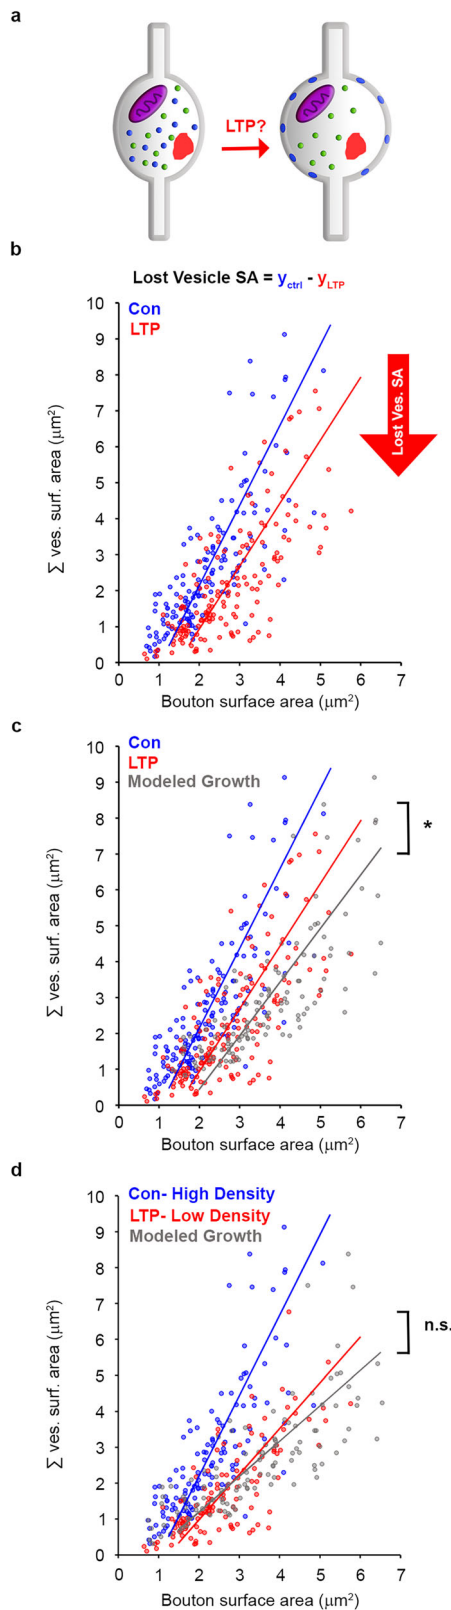 a
LTP?
b
Lost Vesicle SA = y_ctrl - y_LTP
Con
LTP
Lost Ves. SA
10
9
8
7
6
5
4
3
2
1
0
∑ ves. surf. area (μm²)
0 1 2 3 4 5 6 7
Bouton surface area (μm²)
c
Con
LTP
Modeled Growth
*
10
9
8
7
6
5
4
3
2
1
0
∑ ves. surf. area (μm²)
0 1 2 3 4 5 6 7
Bouton surface area (μm²)
d
Con- High Density
LTP- Low Density
Modeled Growth
n.s.
10
9
8
7
6
5
4
3
2
1
0
∑ ves. surf. area (μm²)
0 1 2 3 4 5 6 7
Bouton surface area (μm²)